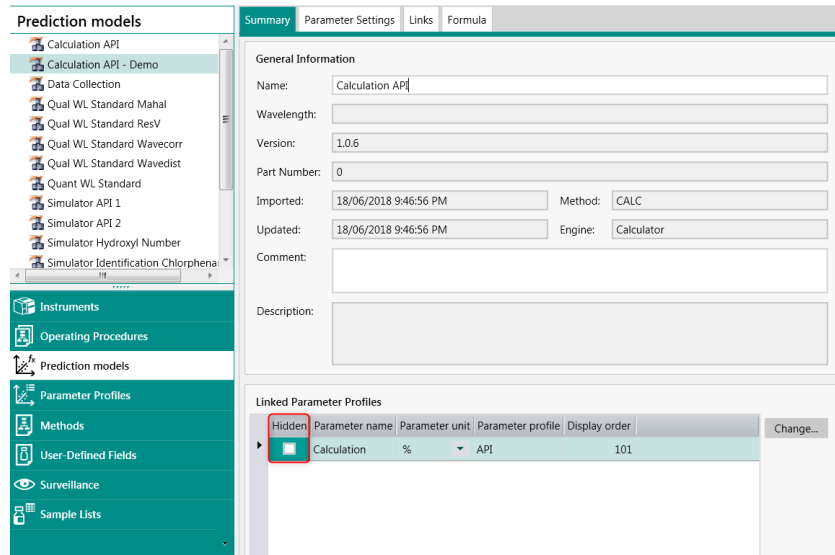 Prediction models
Calculation API
Calculation API - Demo
Data Collection
Qual WL Standard Mahal
Qual WL Standard ResV
Qual WL Standard Wavecorr
Qual WL Standard Wavedist
Quant WL Standard
Simulator API 1
Simulator API 2
Simulator Hydroxyl Number
Simulator Identification Chlorphena
Instruments
Operating Procedures
Prediction models
Parameter Profiles
Methods
User-Defined Fields
Surveillance
Sample Lists
Summary Parameter Settings Links Formula
General Information
Name: Calculation API
Wavelength:
Version: 1.0.6
Part Number: 0
Imported: 18/06/2018 9:46:56 PM Method: CALC
Updated: 18/06/2018 9:46:56 PM Engine: Calculator
Comment:
Description:
Linked Parameter Profiles
Hidden Parameter name Parameter unit Parameter profile Display order
Calculation % API 101
Change...